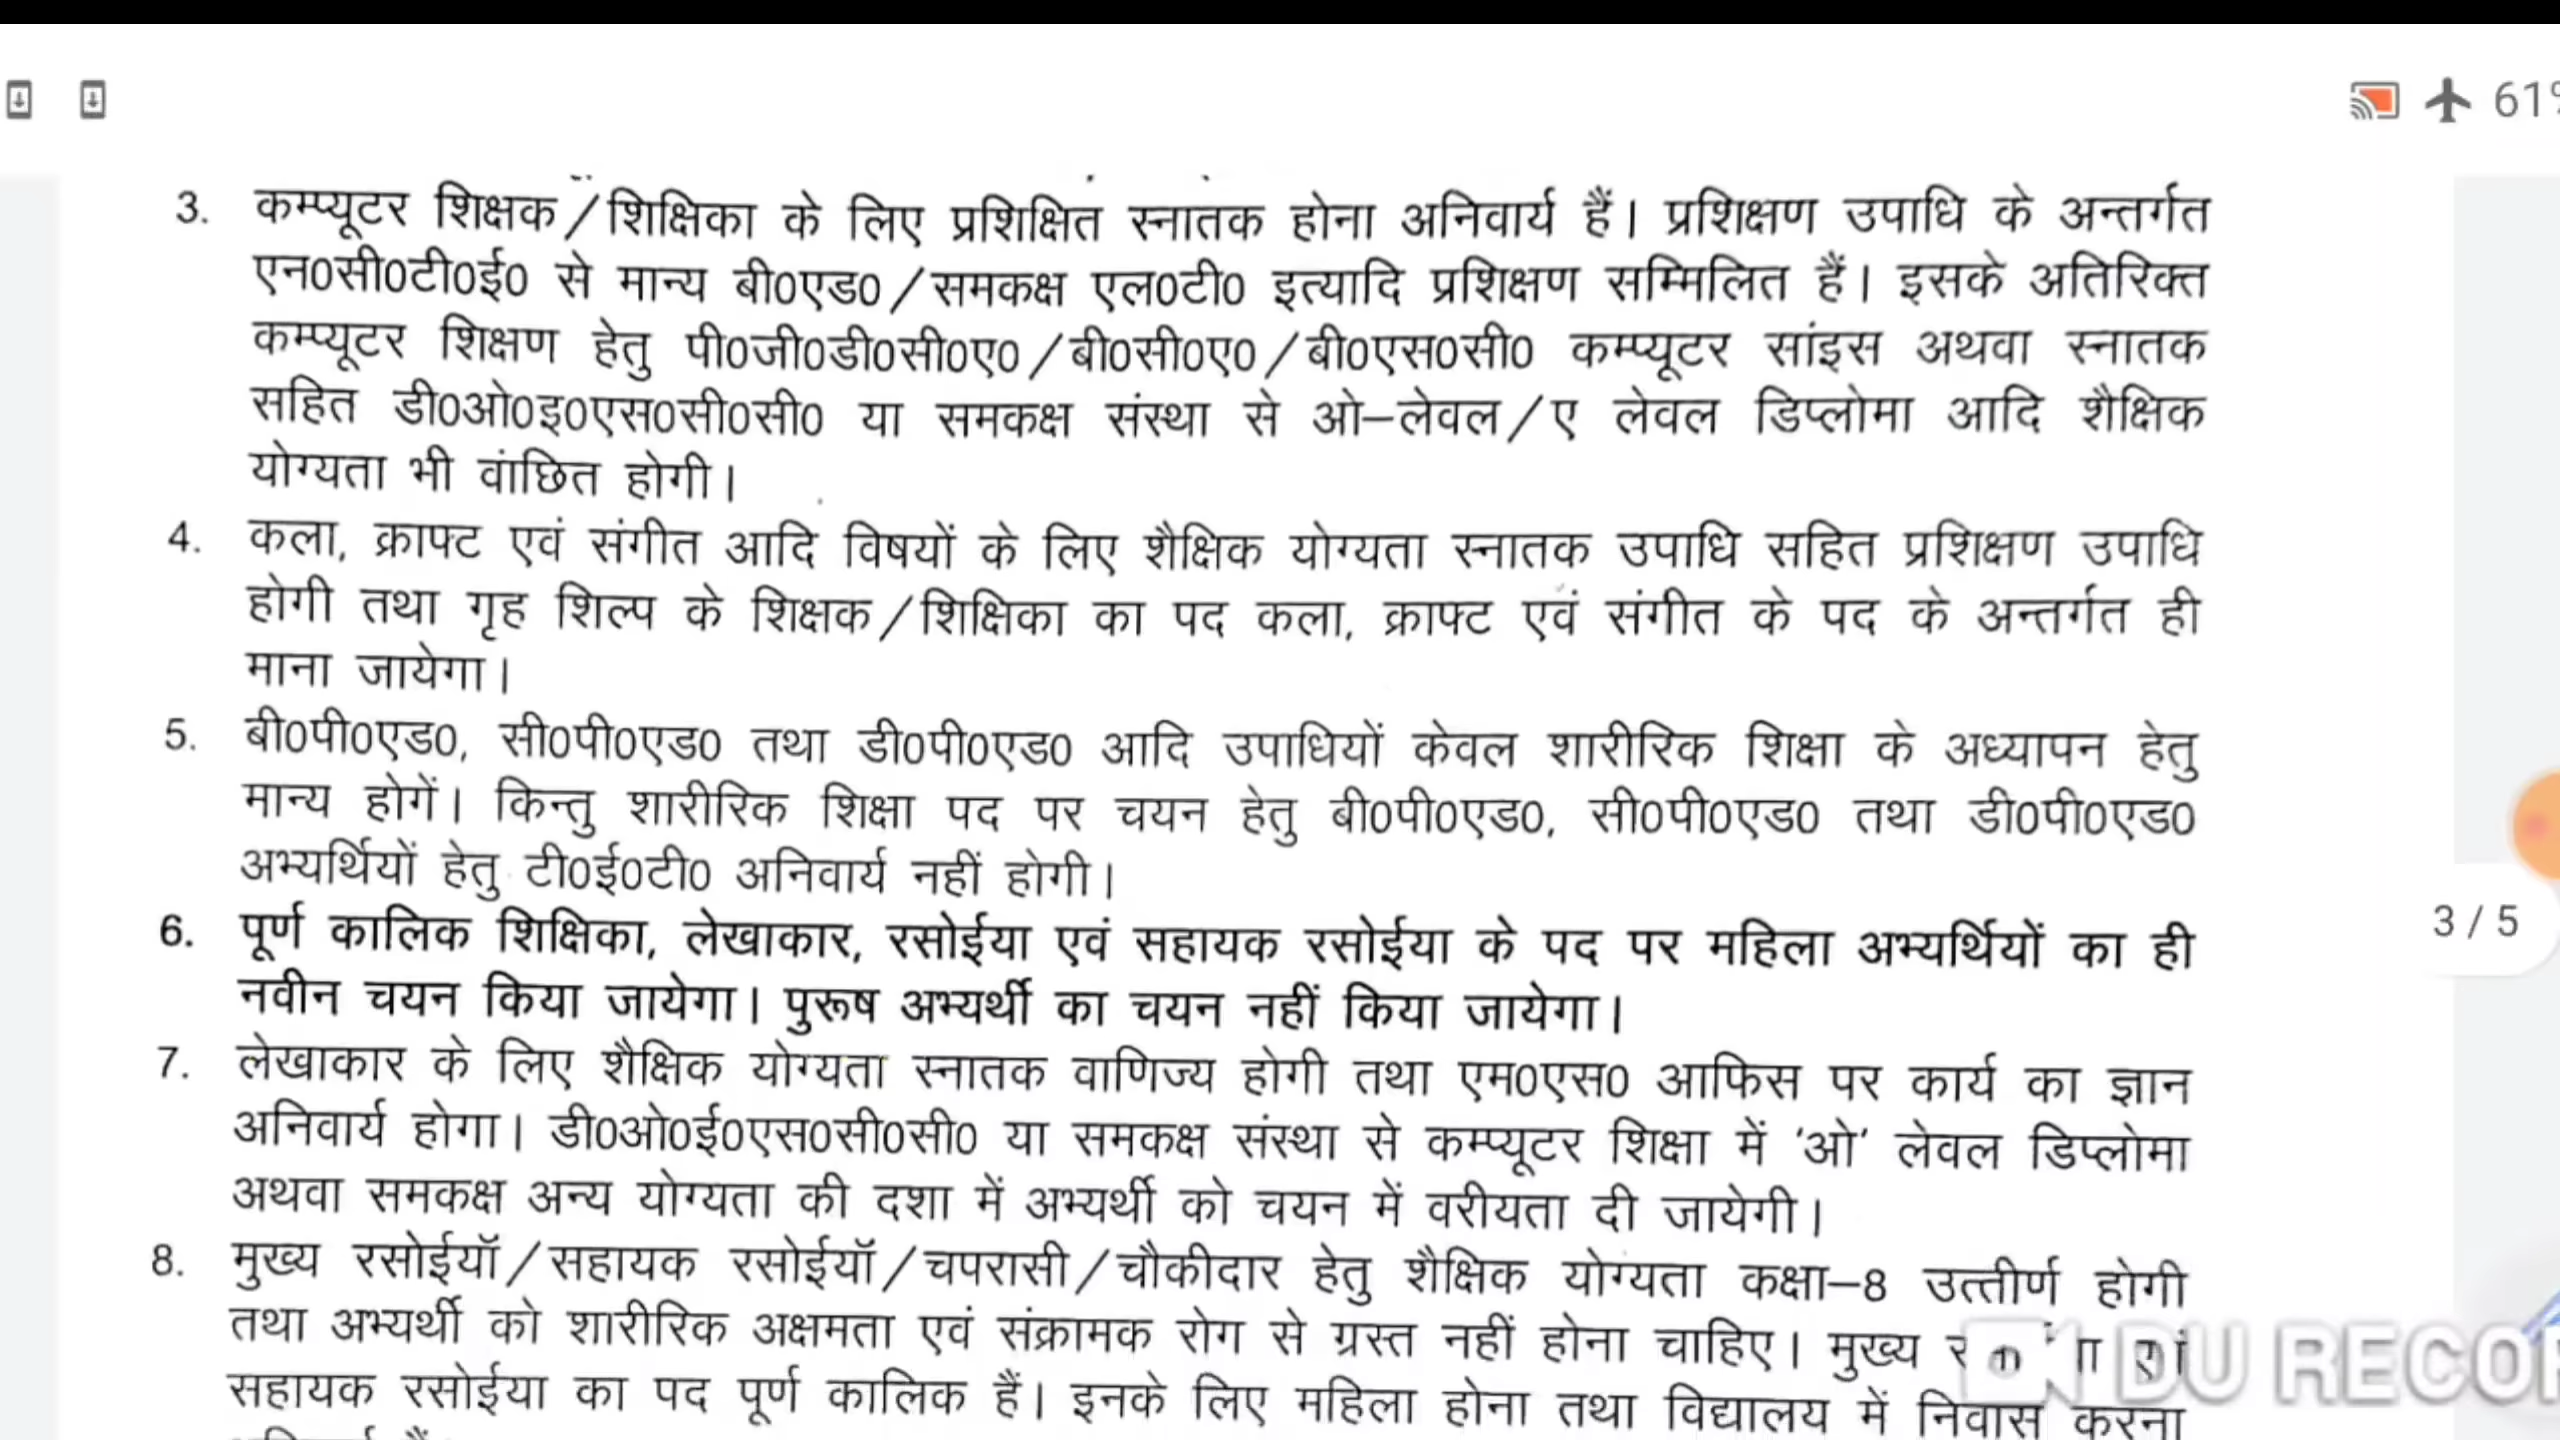 61%
3. कम्प्यूटर शिक्षक/शिक्षिका के लिए प्रशिक्षित स्नातक होना अनिवार्य हैं। प्रशिक्षण उपाधि के अन्तर्गत
एन0सी0टी0ई0 से मान्य बी0एड0/समकक्ष एल0टी0 इत्यादि प्रशिक्षण सम्मिलित हैं। इसके अतिरिक्त
कम्प्यूटर शिक्षण हेतु पी0जी0डी0सी0ए0/बी0सी0ए0/बी0एस0सी0 कम्प्यूटर सांइस अथवा स्नातक
सहित डी0ओ0इ0एस0सी0सी0 या समकक्ष संस्था से ओ–लेवल/ए लेवल डिप्लोमा आदि शैक्षिक
योग्यता भी वांछित होगी।
4. कला, क्राफ्ट एवं संगीत आदि विषयों के लिए शैक्षिक योग्यता स्नातक उपाधि सहित प्रशिक्षण उपाधि
होगी तथा गृह शिल्प के शिक्षक/शिक्षिका का पद कला, क्राफ्ट एवं संगीत के पद के अन्तर्गत ही
माना जायेगा।
5. बी0पी0एड0, सी0पी0एड0 तथा डी0पी0एड0 आदि उपाधियों केवल शारीरिक शिक्षा के अध्यापन हेतु
मान्य होगें। किन्तु शारीरिक शिक्षा पद पर चयन हेतु बी0पी0एड0, सी0पी0एड0 तथा डी0पी0एड0
अभ्यर्थियों हेतु टी0ई0टी0 अनिवार्य नहीं होगी।
6. पूर्ण कालिक शिक्षिका, लेखाकार, रसोईया एवं सहायक रसोईया के पद पर महिला अभ्यर्थियों का ही
3 / 5
नवीन चयन किया जायेगा। पुरूष अभ्यर्थी का चयन नहीं किया जायेगा।
7. लेखाकार के लिए शैक्षिक योग्यता स्नातक वाणिज्य होगी तथा एम0एस0 आफिस पर कार्य का ज्ञान
अनिवार्य होगा। डी0ओ0ई0एस0सी0सी0 या समकक्ष संस्था से कम्प्यूटर शिक्षा में 'ओ' लेवल डिप्लोमा
अथवा समकक्ष अन्य योग्यता की दशा में अभ्यर्थी को चयन में वरीयता दी जायेगी।
8. मुख्य रसोईयॉ/सहायक रसोईयॉ/चपरासी/चौकीदार हेतु शैक्षिक योग्यता कक्षा–8 उत्तीर्ण होगी
तथा अभ्यर्थी को शारीरिक अक्षमता एवं संक्रामक रोग से ग्रस्त नहीं होना चाहिए। मुख्य
DU RECOR
सहायक रसोईया का पद पूर्ण कालिक हैं। इनके लिए महिला होना तथा विद्यालय में निवास करना